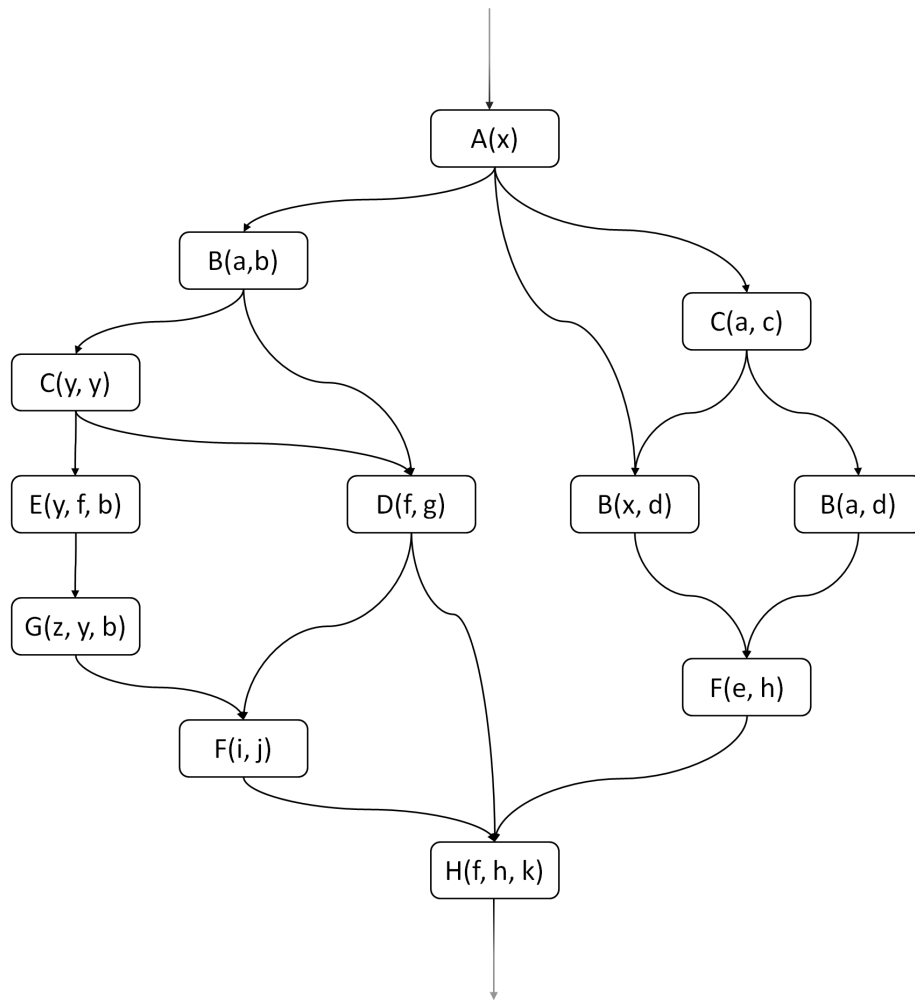 A(x)
B(a,b)
C(a, c)
C(y, y)
E(y, f, b)
D(f, g)
B(x, d)
B(a, d)
G(z, y, b)
F(e, h)
F(i, j)
H(f, h, k)